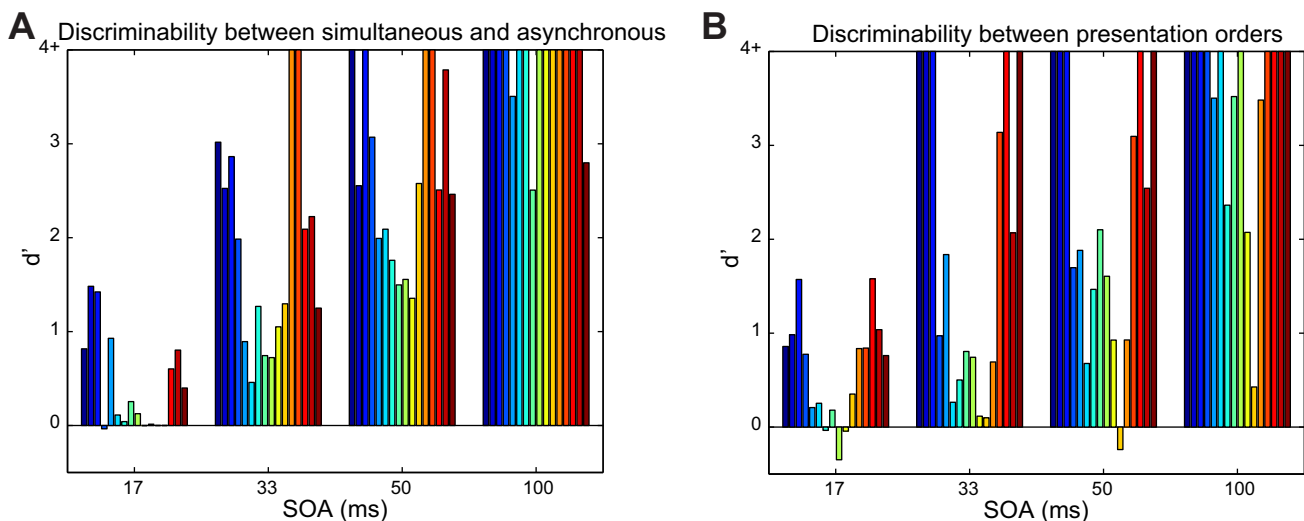 A
Discriminability between simultaneous and asynchronous
4+
3
2
1
0
d'
17
33
50
100
SOA (ms)
B
Discriminability between presentation orders
4+
3
2
1
0
d'
17
33
50
100
SOA (ms)